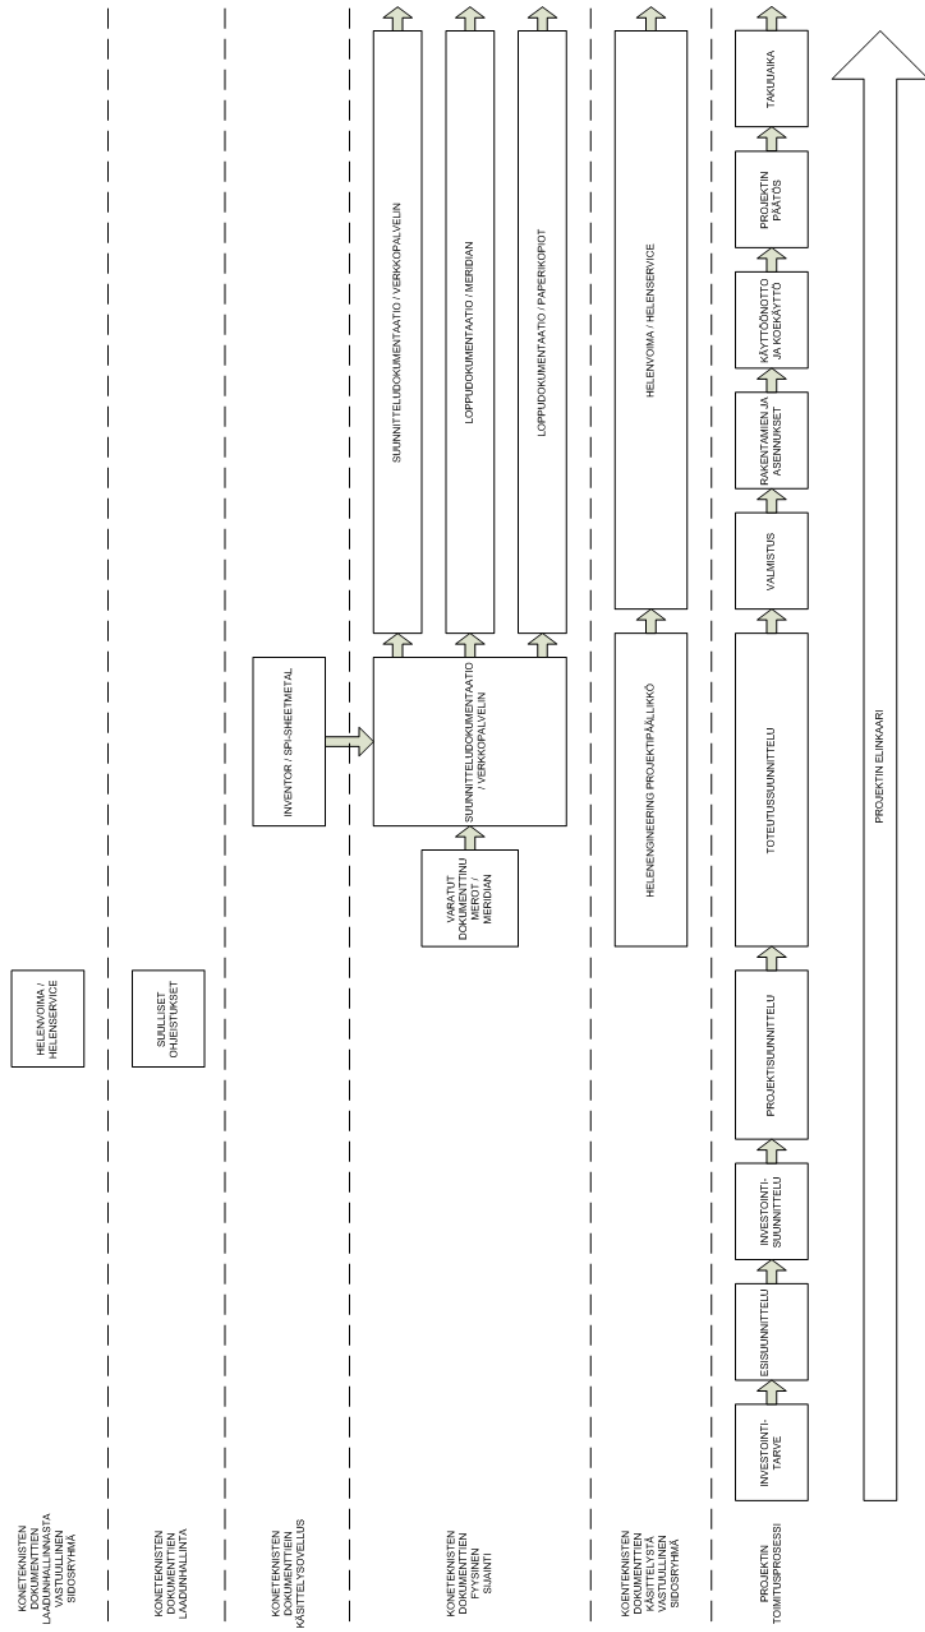 KONETEKNISTEN
DOKUMENTTIEN
LAADUNHALLINNASTA
VASTUULLINEN
SIDOSRYHMÄ
HELENVOIMA /
HELENSERVICE
KONETEKNISTEN
DOKUMENTTIEN
LAADUNHALLINTA
SUULLISET
OHJEISTUKSET
KONETEKNISTEN
DOKUMENTTIEIN
KÄSITTELYSOVELLUS
INVENTOR / SPI-SHEETMETAL
KONETEKNISTEN
DOKUMENTTIEN
FYYSINEN
SIJAINTI
VARATUT
DOKUMENTTINU
MEROT /
MERIDIAN
SUUNNITTELUDOKUMENTAATIO
/ VERKKOPALVELIN
SUUNNITTELUDOKUMENTAATIO / VERKKOPALVELIN
LOPPUDOKUMENTAATIO / MERIDIAN
LOPPUDOKUMENTAATIO / PAPERIKOPIOT
KOENTEKNISTEN
DOKUMENTTIEN
KÄSITTELYSTÄ
VASTUULLINEN
SIDOSRYHMÄ
HELENENGINEERING PROJEKTIPÄÄLLIKKÖ
HELENVOIMA / HELENSERVICE
PROJEKTIN
TOIMITUSPROSESSI
INVESTOINTI-
TARVE
ESISUUNNITTELU
INVESTOINTI-
SUUNNITTELU
PROJEKTISUUNNITTELU
TOTEUTUSSUUNNITTELU
VALMISTUS
RAKENTAMIEN JA
ASENNUKSET
KÄYTTÖÖNOTTO
JA KOEKÄYTTÖ
PROJEKTIN
PÄÄTÖS
TAKUUAIKA
PROJEKTIN ELINKAARI